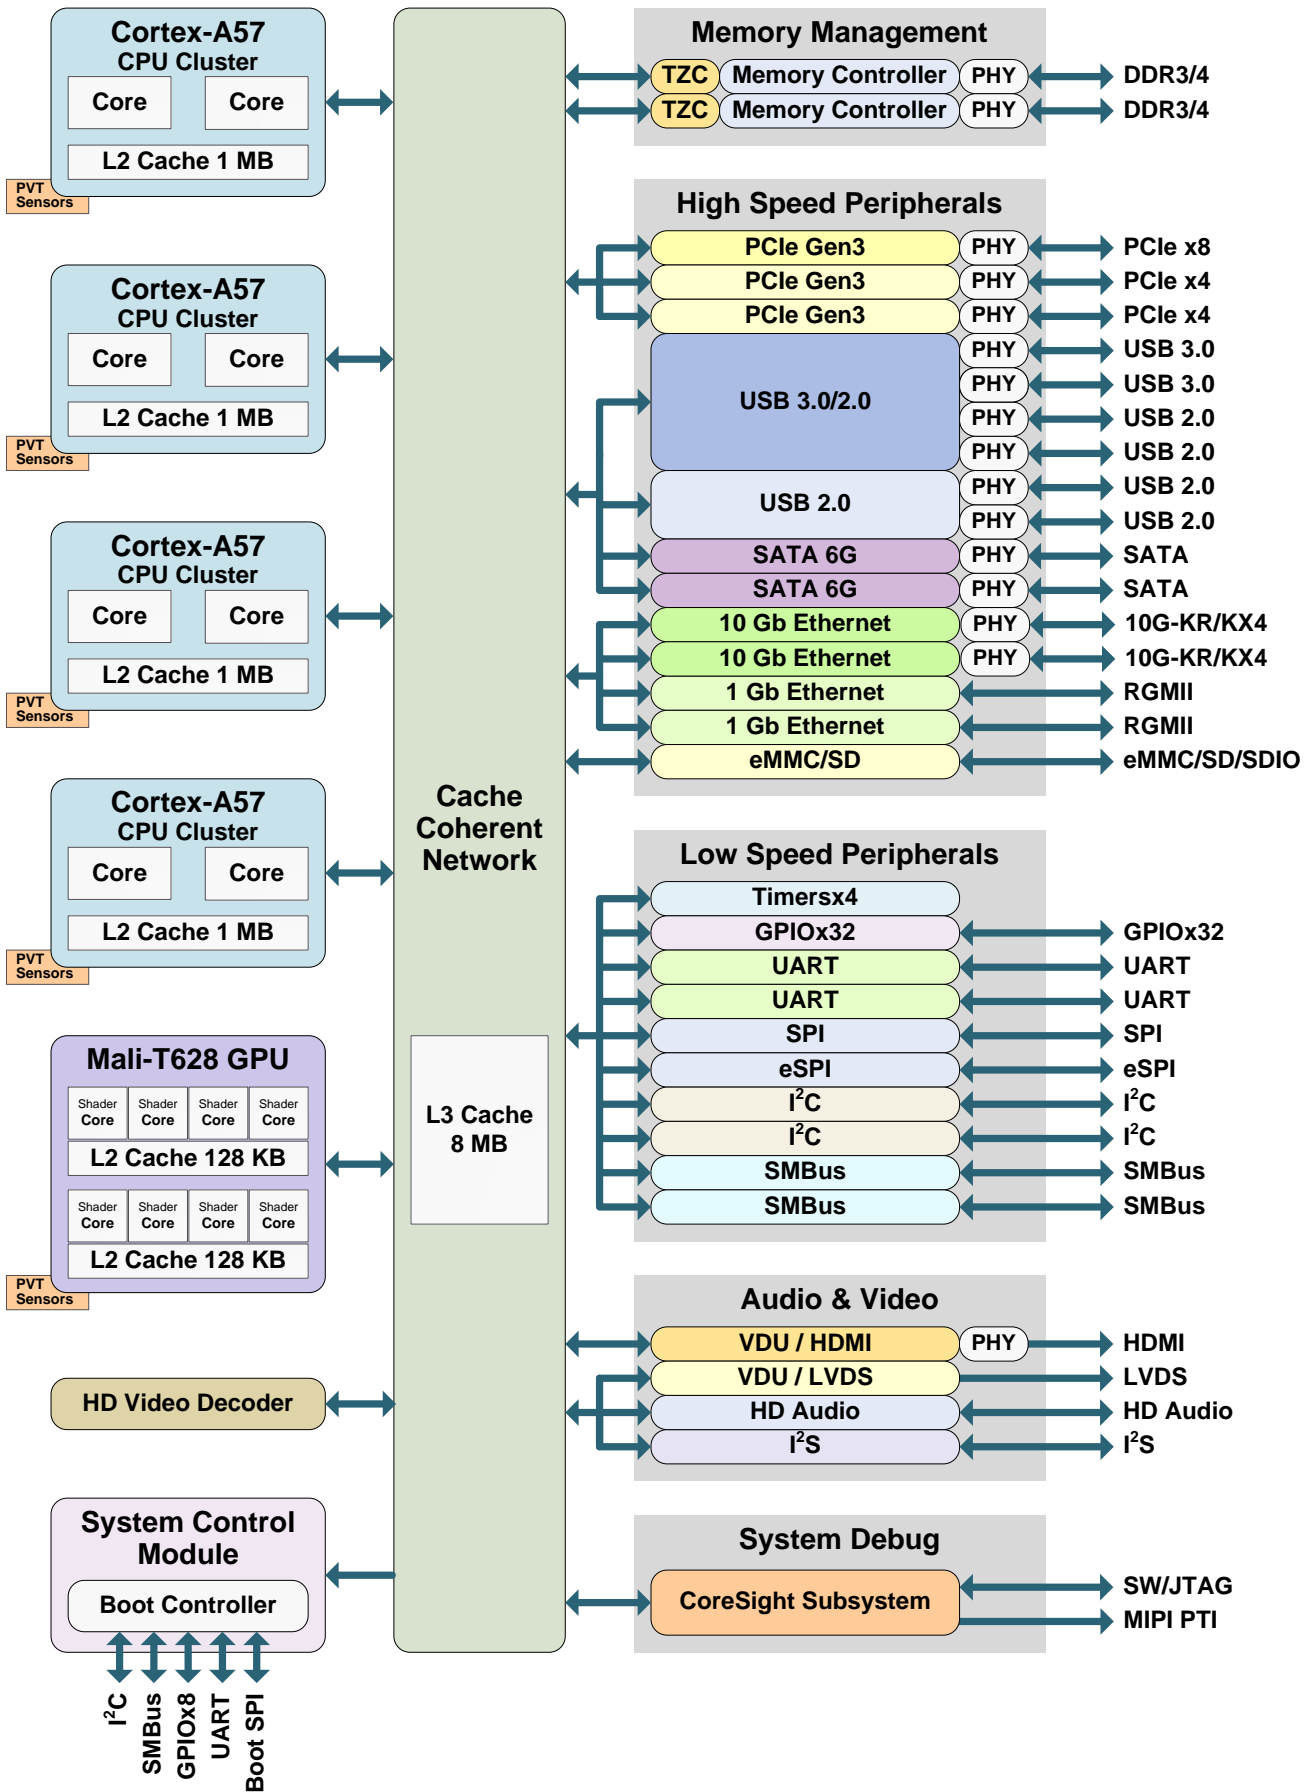 Cortex-A57
CPU Cluster
Core Core
L2 Cache 1 MB
PVT
Sensors
Cortex-A57
CPU Cluster
Core Core
L2 Cache 1 MB
PVT
Sensors
Cortex-A57
CPU Cluster
Core Core
L2 Cache 1 MB
PVT
Sensors
Cortex-A57
CPU Cluster
Core Core
L2 Cache 1 MB
PVT
Sensors
Mali-T628 GPU
Shader Shader Shader Shader
Core Core Core Core
L2 Cache 128 KB
Shader Shader Shader Shader
Core Core Core Core
L2 Cache 128 KB
PVT
Sensors
HD Video Decoder
System Control
Module
Boot Controller
I²C
SMBus
GPIOx8
UART
Boot SPI
Cache
Coherent
Network
L3 Cache
8 MB
Memory Management
TZC Memory Controller PHY DDR3/4
TZC Memory Controller PHY DDR3/4
High Speed Peripherals
PCIe Gen3 PHY PCIe x8
PCIe Gen3 PHY PCIe x4
PCIe Gen3 PHY PCIe x4
USB 3.0/2.0
PHY USB 3.0
PHY USB 3.0
PHY USB 2.0
PHY USB 2.0
USB 2.0
PHY USB 2.0
PHY USB 2.0
SATA 6G PHY SATA
SATA 6G PHY SATA
10 Gb Ethernet PHY 10G-KR/KX4
10 Gb Ethernet PHY 10G-KR/KX4
1 Gb Ethernet RGMII
1 Gb Ethernet RGMII
eMMC/SD eMMC/SD/SDIO
Low Speed Peripherals
Timersx4
GPIOx32 GPIOx32
UART UART
UART UART
SPI SPI
eSPI eSPI
I²C I²C
I²C I²C
SMBus SMBus
SMBus SMBus
Audio & Video
VDU / HDMI PHY HDMI
VDU / LVDS LVDS
HD Audio HD Audio
I²S I²S
System Debug
CoreSight Subsystem
SW/JTAG
MIPI PTI